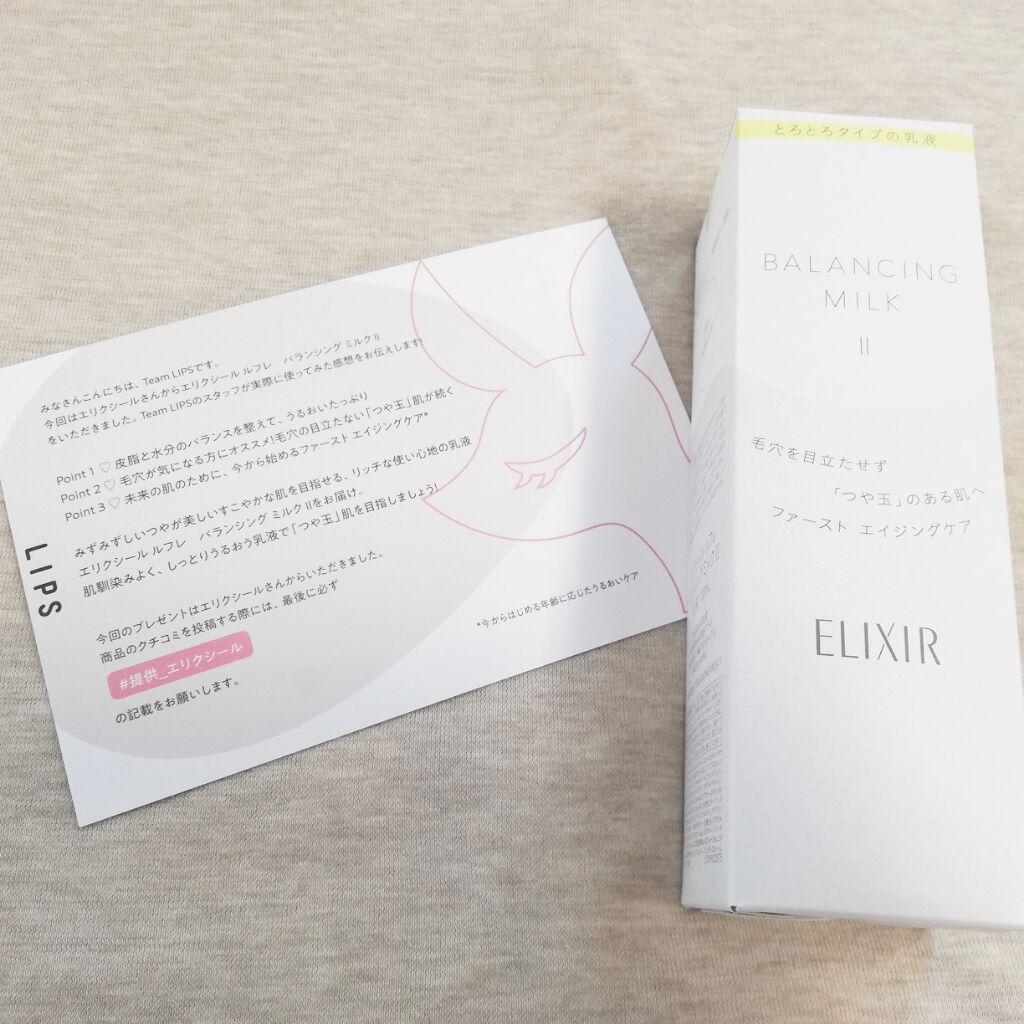 みなさんこんにちは、Team LIPSです。
今回はエリクシールさんからエリクシール ルフレ　バランシング ミルク II
をいただきました。Team LIPSのスタッフが実際に使ってみた感想をお伝えします!
Point 1 ♡ 皮脂と水分のバランスを整えて、うるおいたっぷり
Point 2 ♡ 毛穴が気になる方にオススメ!毛穴の目立たない「つや玉」肌が続く
Point 3 ♡ 未来の肌のために、今から始めるファースト エイジングケア*
みずみずしいつやが美しいすこやかな肌を目指せる、リッチな使い心地の乳液
エリクシール ルフレ　バランシング ミルク IIをお届け。
肌馴染みよく、しっとりうるおう乳液で「つや玉」肌を目指しましょう!
今回のプレゼントはエリクシールさんからいただきました。
商品のクチコミを投稿する際には、最後に必ず
#提供_エリクシール
の記載をお願いします。
*今からはじめる年齢に応じたうるおいケア
LIPS
とろとろタイプの乳液
BALANCING
MILK
II
毛穴を目立たせず
「つや玉」のある肌へ
ファースト エイジングケア
ELIXIR